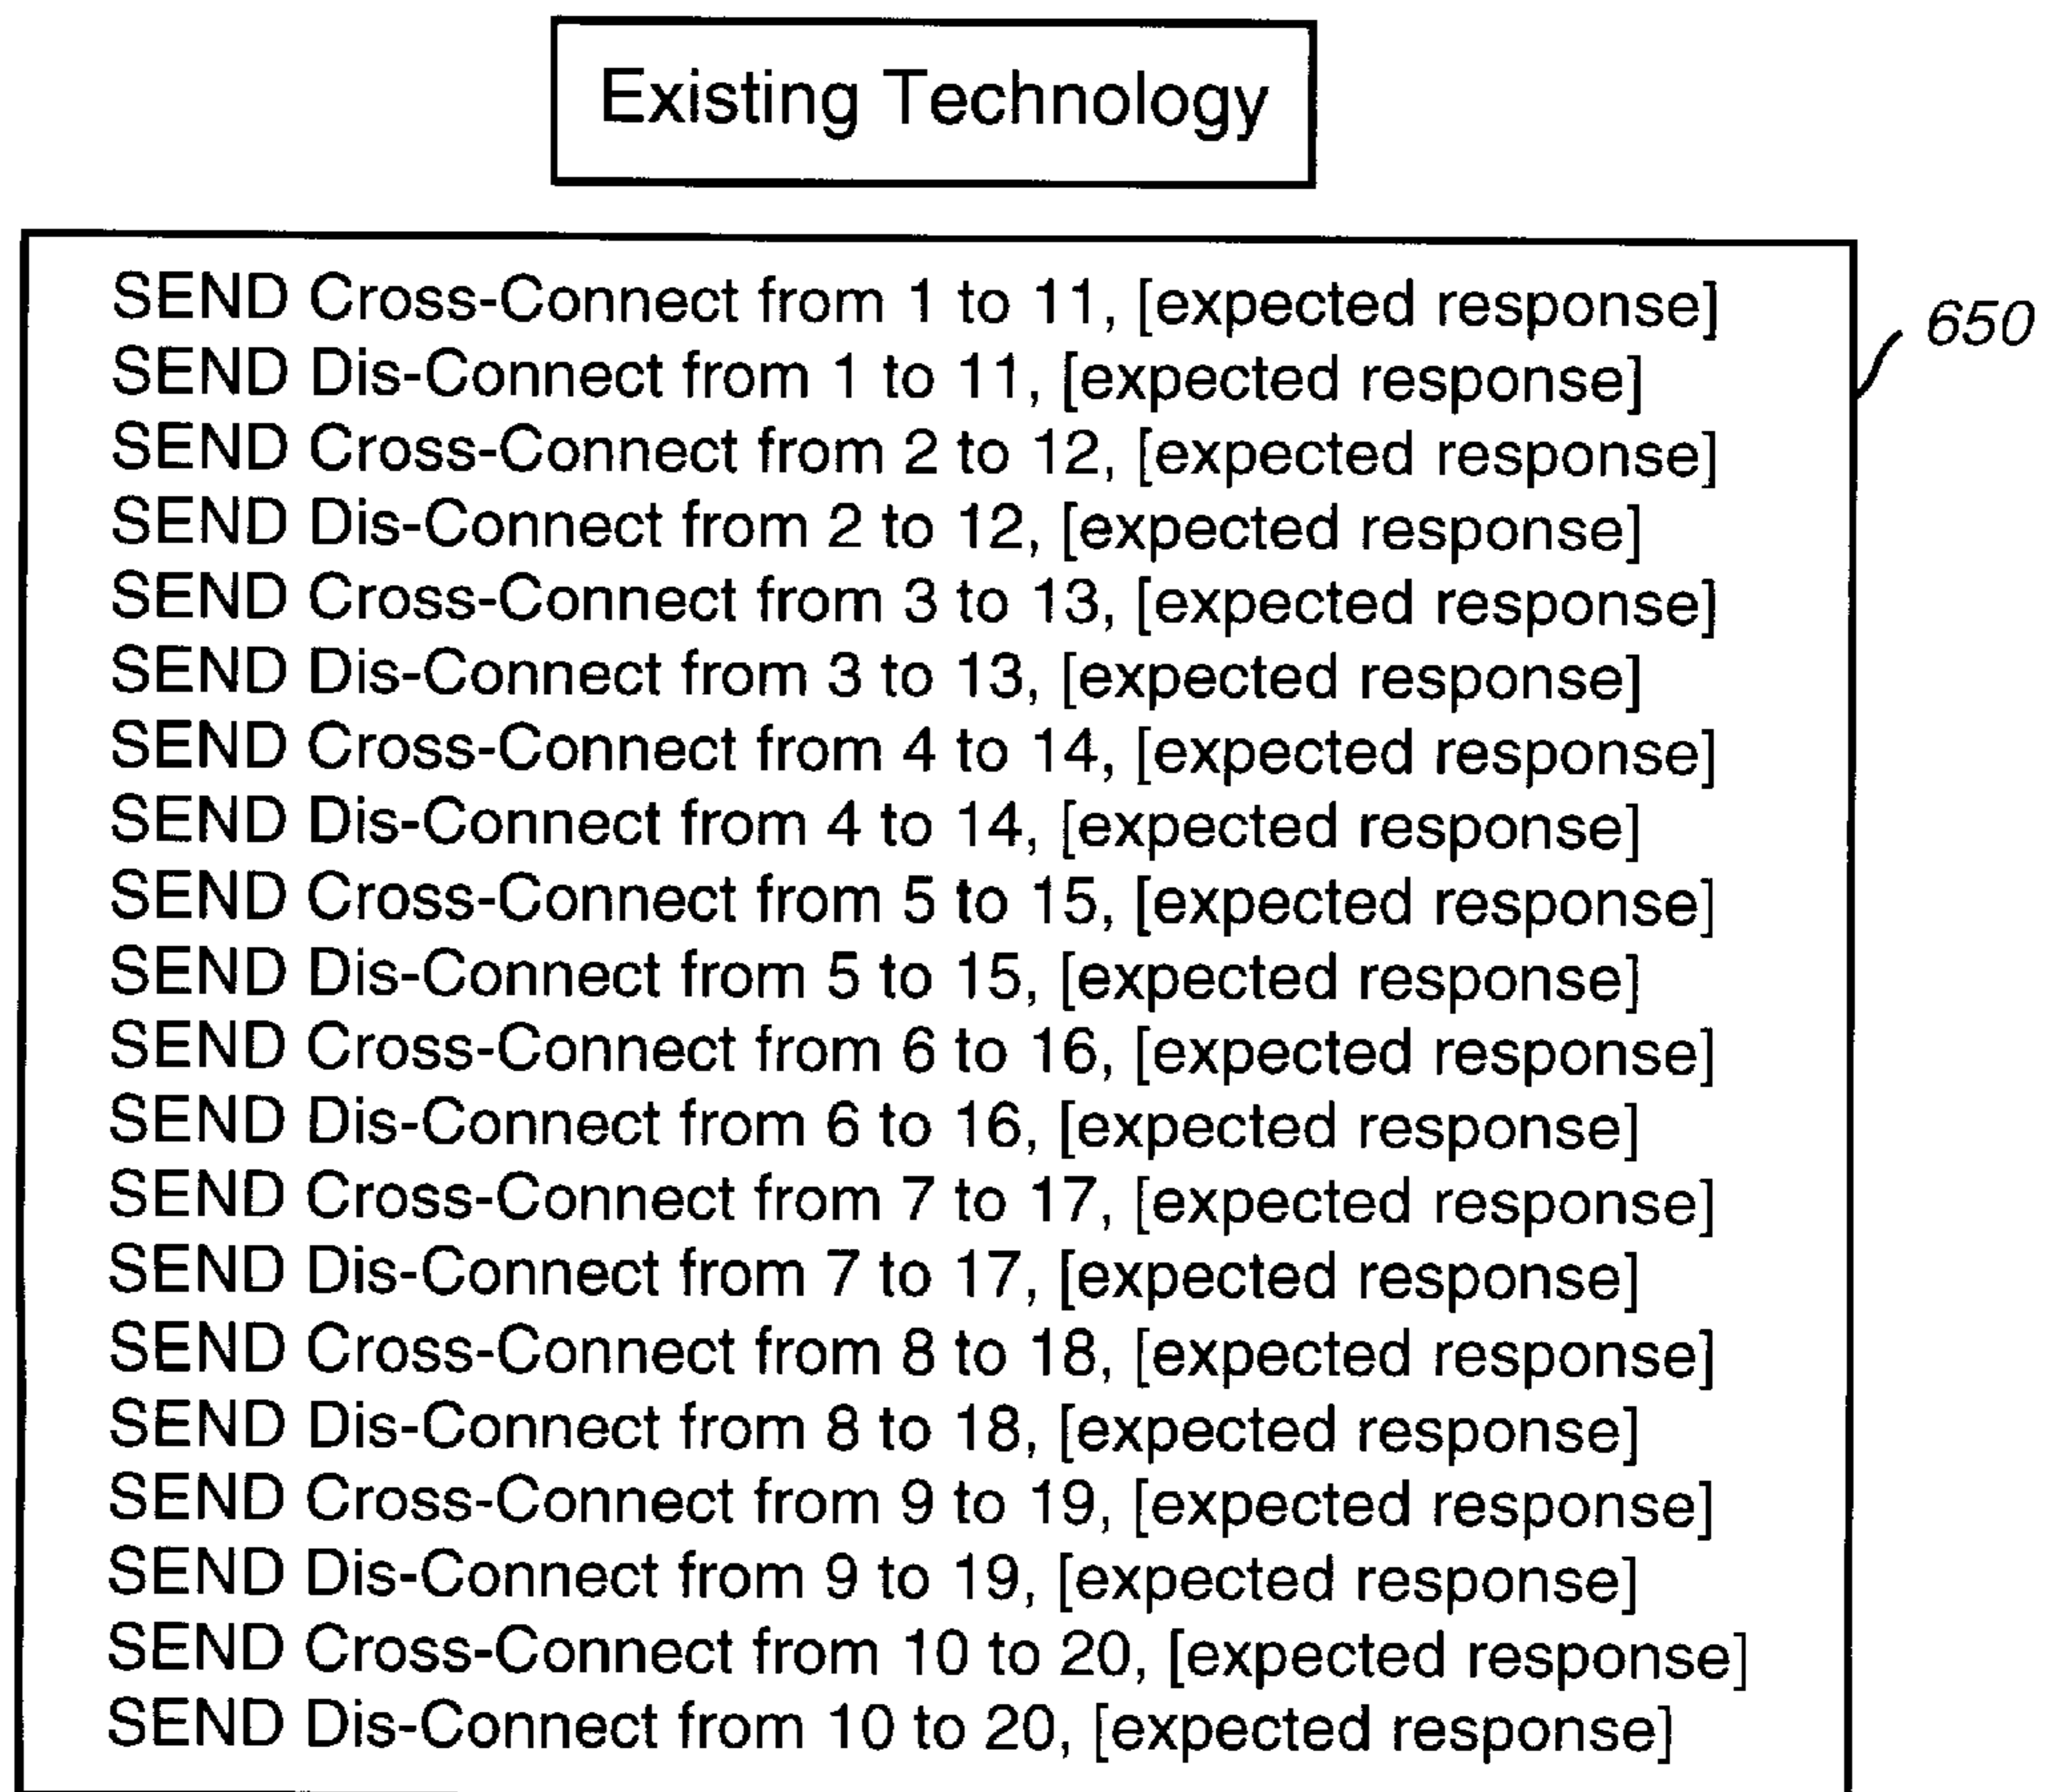 Existing Technology
SEND Cross-Connect from 1 to 11, [expected response]
650
SEND Dis-Connect from 1 to 11, [expected response]
SEND Cross-Connect from 2 to 12, [expected response]
SEND Dis-Connect from 2 to 12, [expected response]
SEND Cross-Connect from 3 to 13, [expected response]
SEND Dis-Connect from 3 to 13, [expected response]
SEND Cross-Connect from 4 to 14, [expected response]
SEND Dis-Connect from 4 to 14, [expected response]
SEND Cross-Connect from 5 to 15, [expected response]
SEND Dis-Connect from 5 to 15, [expected response]
SEND Cross-Connect from 6 to 16, [expected response]
SEND Dis-Connect from 6 to 16, [expected response]
SEND Cross-Connect from 7 to 17, [expected response]
SEND Dis-Connect from 7 to 17, [expected response]
SEND Cross-Connect from 8 to 18, [expected response]
SEND Dis-Connect from 8 to 18, [expected response]
SEND Cross-Connect from 9 to 19, [expected response]
SEND Dis-Connect from 9 to 19, [expected response]
SEND Cross-Connect from 10 to 20, [expected response]
SEND Dis-Connect from 10 to 20, [expected response]